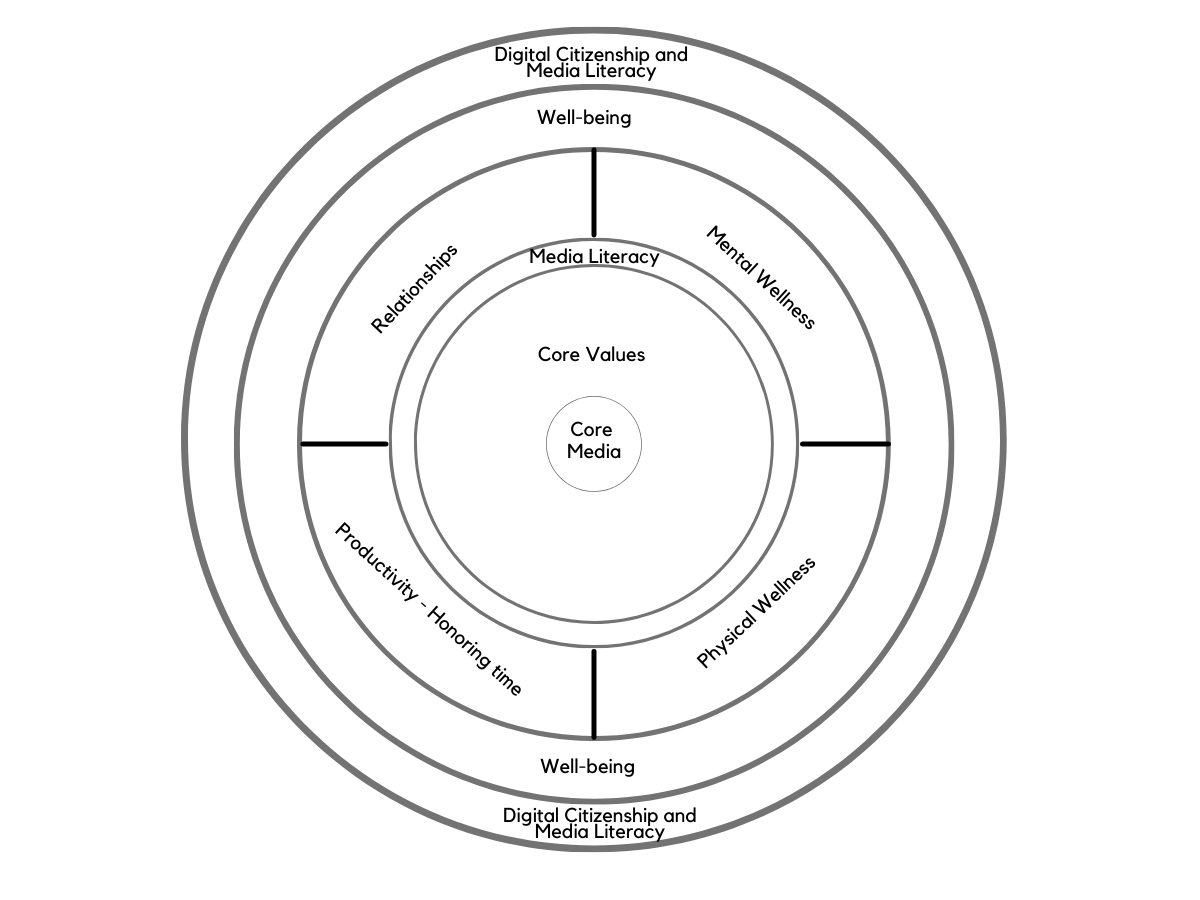 Digital Citizenship and
Media Literacy
Well-being
Relationships
Mental Wellness
Media Literacy
Core Values
Core
Media
Productivity - Honoring time
Physical Wellness
Well-being
Digital Citizenship and
Media Literacy